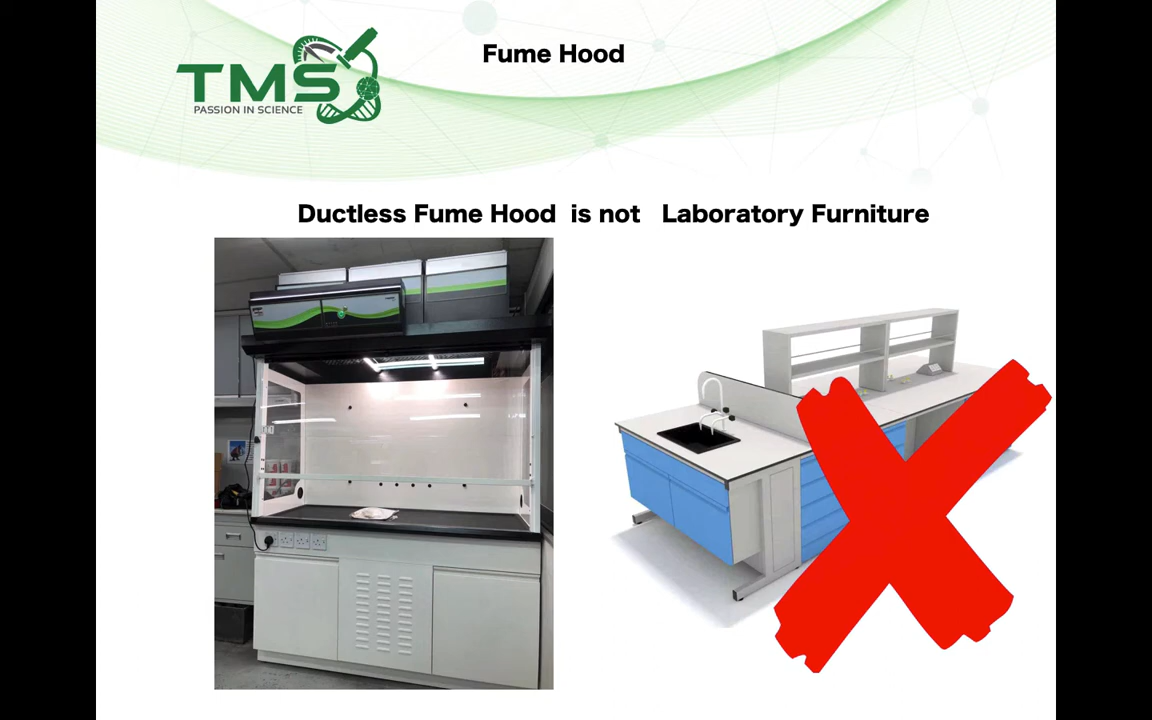 Fume Hood
TMS
PASSION IN SCIENCE
Ductless Fume Hood is not Laboratory Furniture